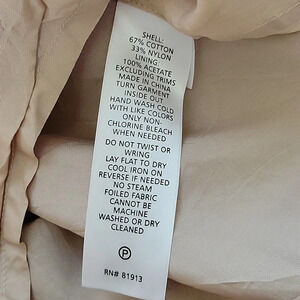 SHELL:
67% COTTON
33% NYLON
LINING:
100% ACETATE
EXCLUDING TRIMS
MADE IN CHINA
TURN GARMENT
INSIDE OUT
HAND WASH COLD
WITH LIKE COLORS
ONLY NON-
CHLORINE BLEACH
WHEN NEEDED
DO NOT TWIST OR
WRING
LAY FLAT TO DRY
COOL IRON ON
REVERSE IF NEEDED
NO STEAM
FOILED FABRIC
CANNOT BE
MACHINE
WASHED OR DRY
CLEANED
P
RN# 81913